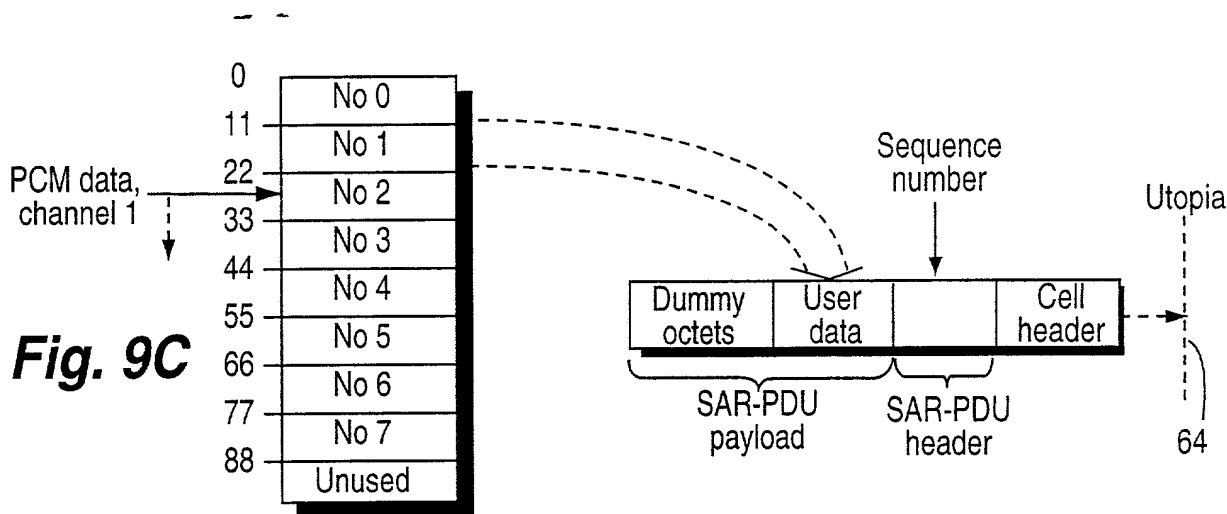 0
No 0
11
No 1
22
PCM data,
channel 1
No 2
33
No 3
44
No 4
55
No 5
66
No 6
77
No 7
88
Unused
Fig. 9C
Sequence
number
Utopia
Dummy
octets
User
data
Cell
header
SAR-PDU
payload
SAR-PDU
header
64